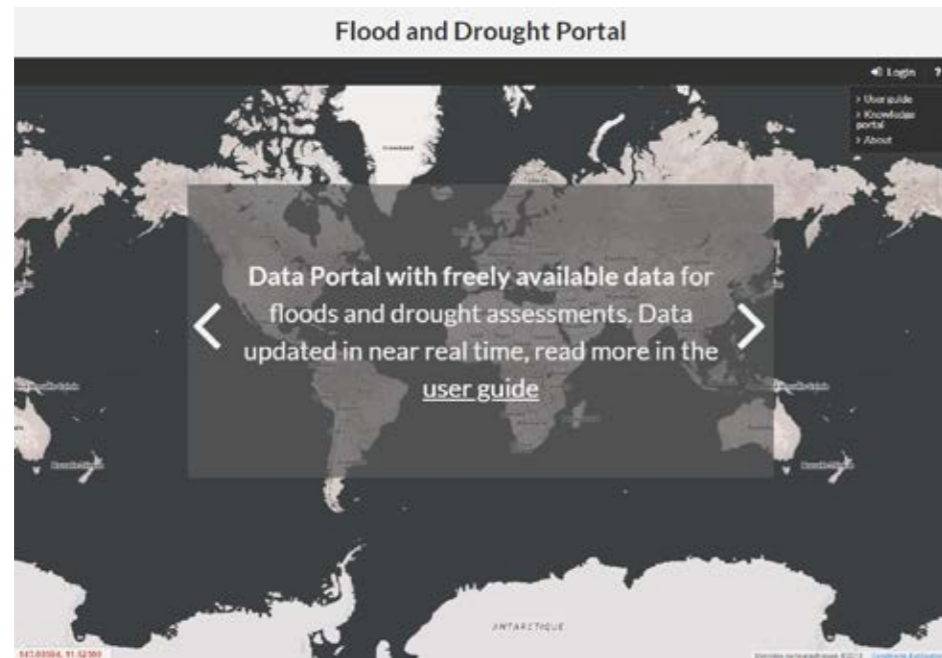 Flood and Drought Portal
Login ?
> User guide
> Knowledge
portal
> About
Data Portal with freely available data for
floods and drought assessments. Data
updated in near real time, read more in the
user guide
ANTARCTIQUE